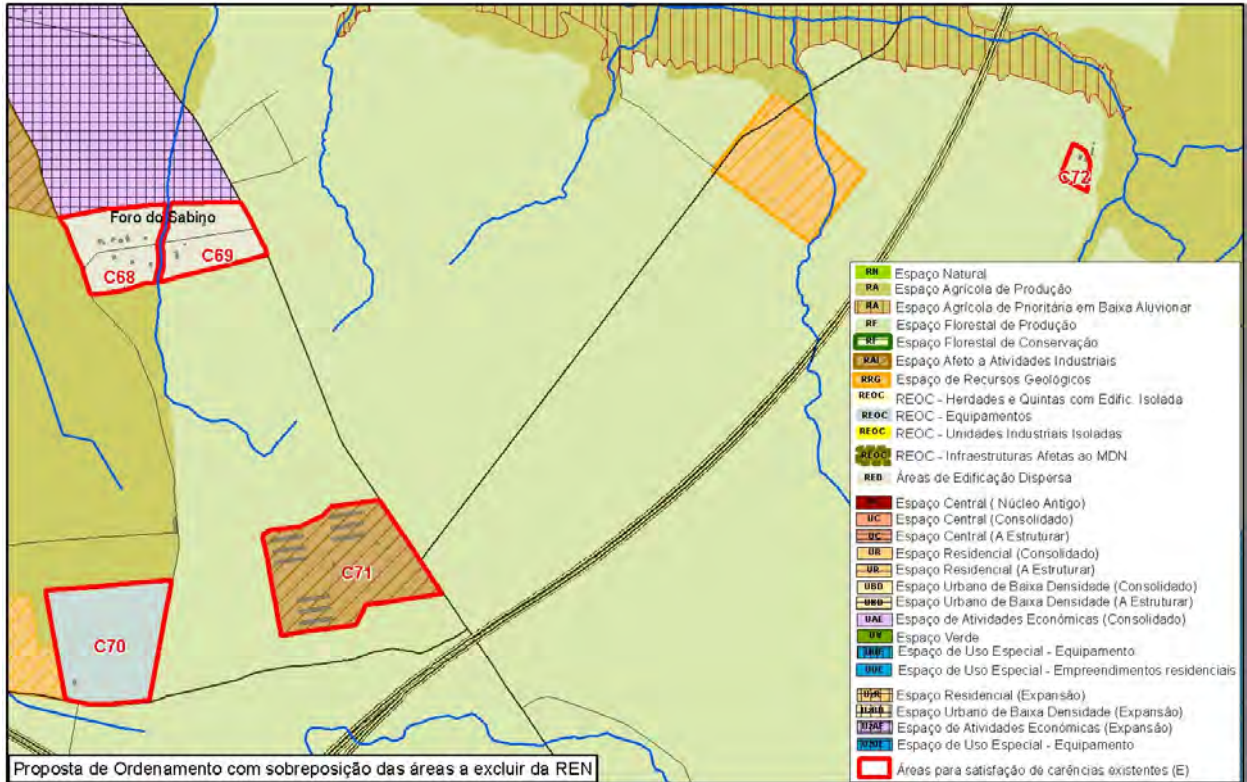 Foro do Sabino
C68
C69
C72
C71
C70
RN Espaço Natural
RA Espaço Agrícola de Produção
RA Espaço Agrícola de Prioritária em Baixa Aluvionar
RF Espaço Florestal de Produção
RF Espaço Florestal de Conservação
RAI Espaço Afeto a Atividades Industriais
RRG Espaço de Recursos Geológicos
REOC REOC - Herdades e Quintas com Edific. Isolada
REOC REOC - Equipamentos
REOC REOC - Unidades Industriais Isoladas
REOC REOC - Infraestruturas Afetas ao MDN
RED Áreas de Edificação Dispersa
Espaço Central ( Núcleo Antigo)
UC Espaço Central (Consolidado)
UC Espaço Central (A Estruturar)
UR Espaço Residencial (Consolidado)
UR Espaço Residencial (A Estruturar)
UBD Espaço Urbano de Baixa Densidade (Consolidado)
UBD Espaço Urbano de Baixa Densidade (A Estruturar)
UAE Espaço de Atividades Económicas (Consolidado)
UV Espaço Verde
UUE Espaço de Uso Especial - Equipamento
UUE Espaço de Uso Especial - Empreendimentos residenciais
Espaço Residencial (Expansão)
Espaço Urbano de Baixa Densidade (Expansão)
Espaço de Atividades Económicas (Expansão)
Espaço de Uso Especial - Equipamento
Áreas para satisfação de carências existentes (E)
Proposta de Ordenamento com sobreposição das áreas a excluir da REN